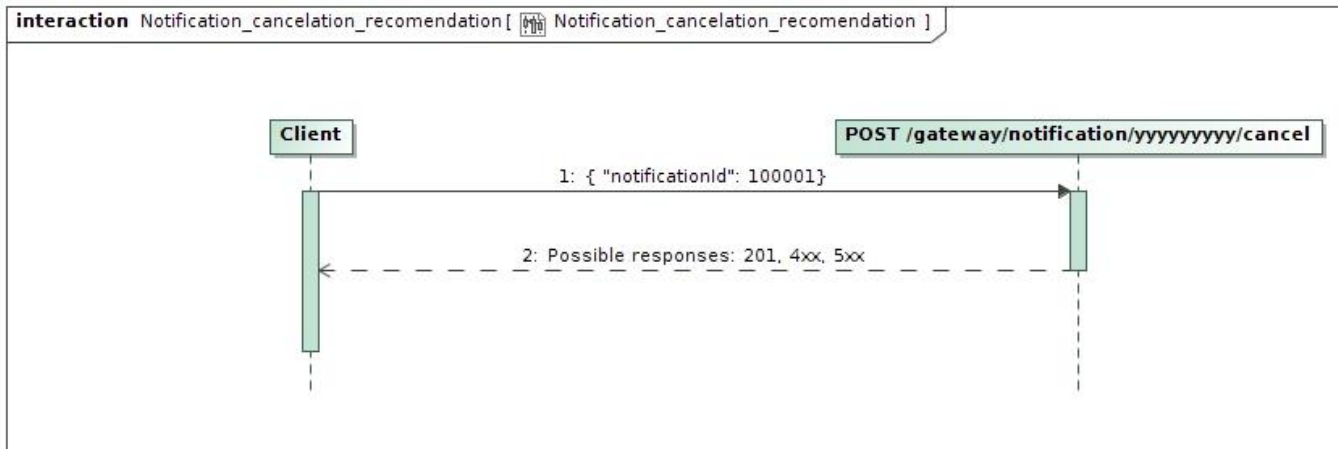 interaction Notification_cancelation_recomendation [ Notification_cancelation_recomendation ]
Client
POST /gateway/notification/yyyyyyyyy/cancel
1: { "notificationId": 100001}
2: Possible responses: 201, 4xx, 5xx